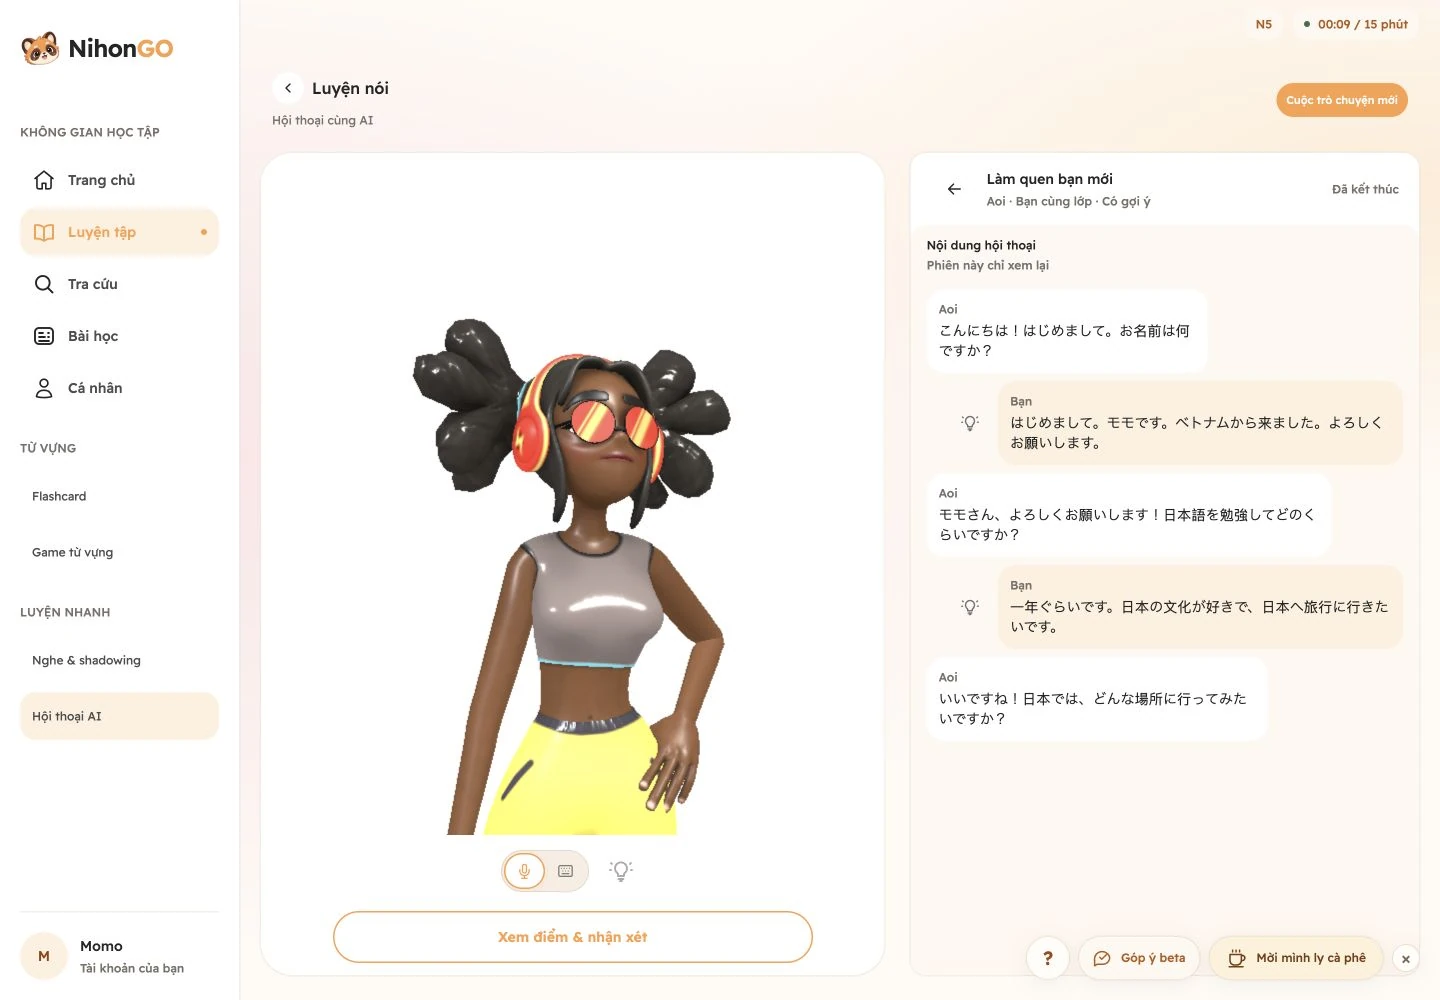 NihonGO
N5
00:09 / 15 phút
KHÔNG GIAN HỌC TẬP
Trang chủ
Luyện tập
Tra cứu
Bài học
Cá nhân
TỪ VỰNG
Flashcard
Game từ vựng
LUYỆN NHANH
Nghe & shadowing
Hội thoại AI
M
Momo
Tài khoản của bạn
Luyện nói
Hội thoại cùng AI
Cuộc trò chuyện mới
Xem điểm & nhận xét
Làm quen bạn mới
Aoi · Bạn cùng lớp · Có gợi ý
Đã kết thúc
Nội dung hội thoại
Phiên này chỉ xem lại
Aoi
こんにちは！はじめまして。お名前は何
ですか？
Bạn
はじめまして。モモです。ベトナムから来ました。よろしく
お願いします。
Aoi
モモさん、よろしくお願いします！日本語を勉強してどのく
らいですか？
Bạn
一年ぐらいです。日本の文化が好きで、日本へ旅行に行きた
いです。
Aoi
いいですね！日本では、どんな場所に行ってみた
いですか？
?
Góp ý beta
Mời mình ly cà phê
×